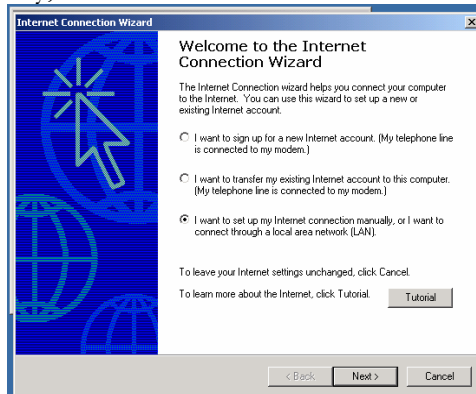 Internet Connection Wizard
Welcome to the Internet
Connection Wizard
The Internet Connection wizard helps you connect your computer
to the Internet. You can use this wizard to set up a new or
existing Internet account.
I want to sign up for a new Internet account. (My telephone line
is connected to my modem.)
I want to transfer my existing Internet account to this computer.
(My telephone line is connected to my modem.)
I want to set up my Internet connection manually, or I want to
connect through a local area network (LAN).
To leave your Internet settings unchanged, click Cancel.
To learn more about the Internet, click Tutorial.
Tutorial
< Back
Next >
Cancel